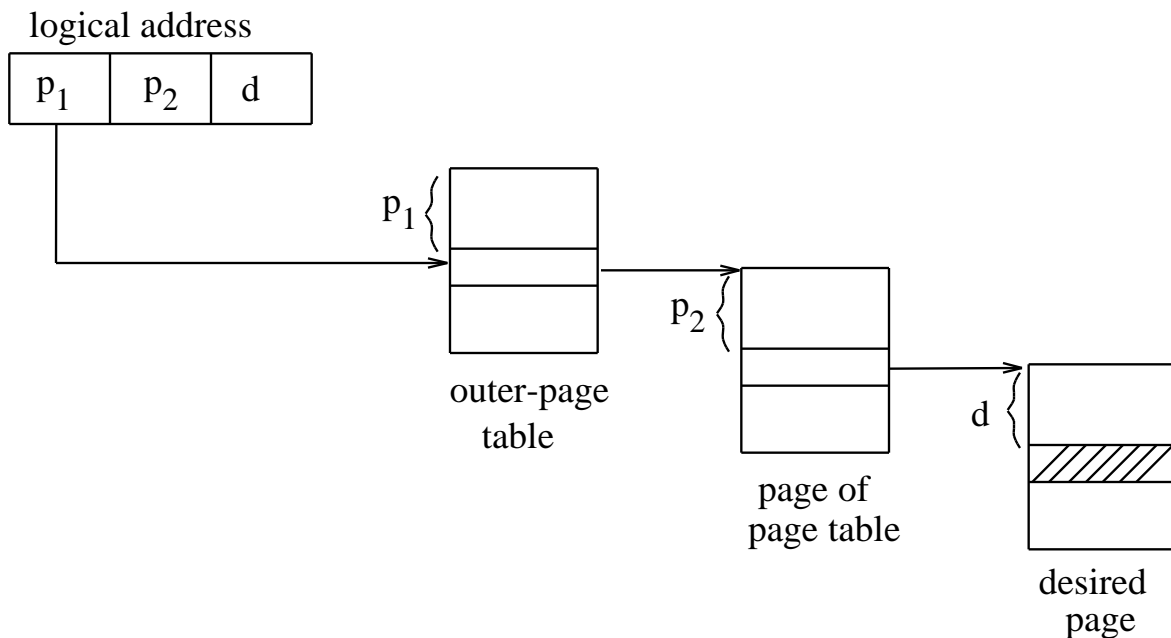 logical address
p1 p2 d
p1
outer-page
table
p2
page of
page table
d
desired
page